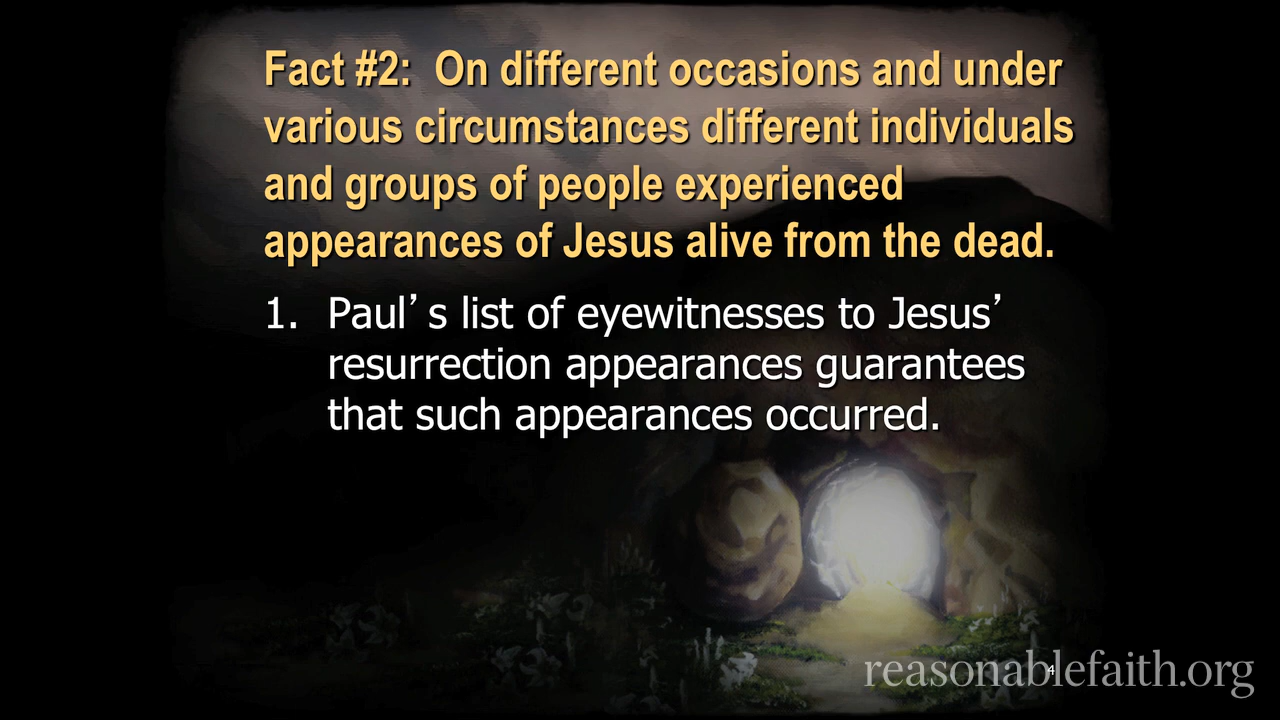 Fact #2:  On different occasions and under
various circumstances different individuals
and groups of people experienced
appearances of Jesus alive from the dead.
1. Paul’s list of eyewitnesses to Jesus’
resurrection appearances guarantees
that such appearances occurred.
reasonablefaith.org
4